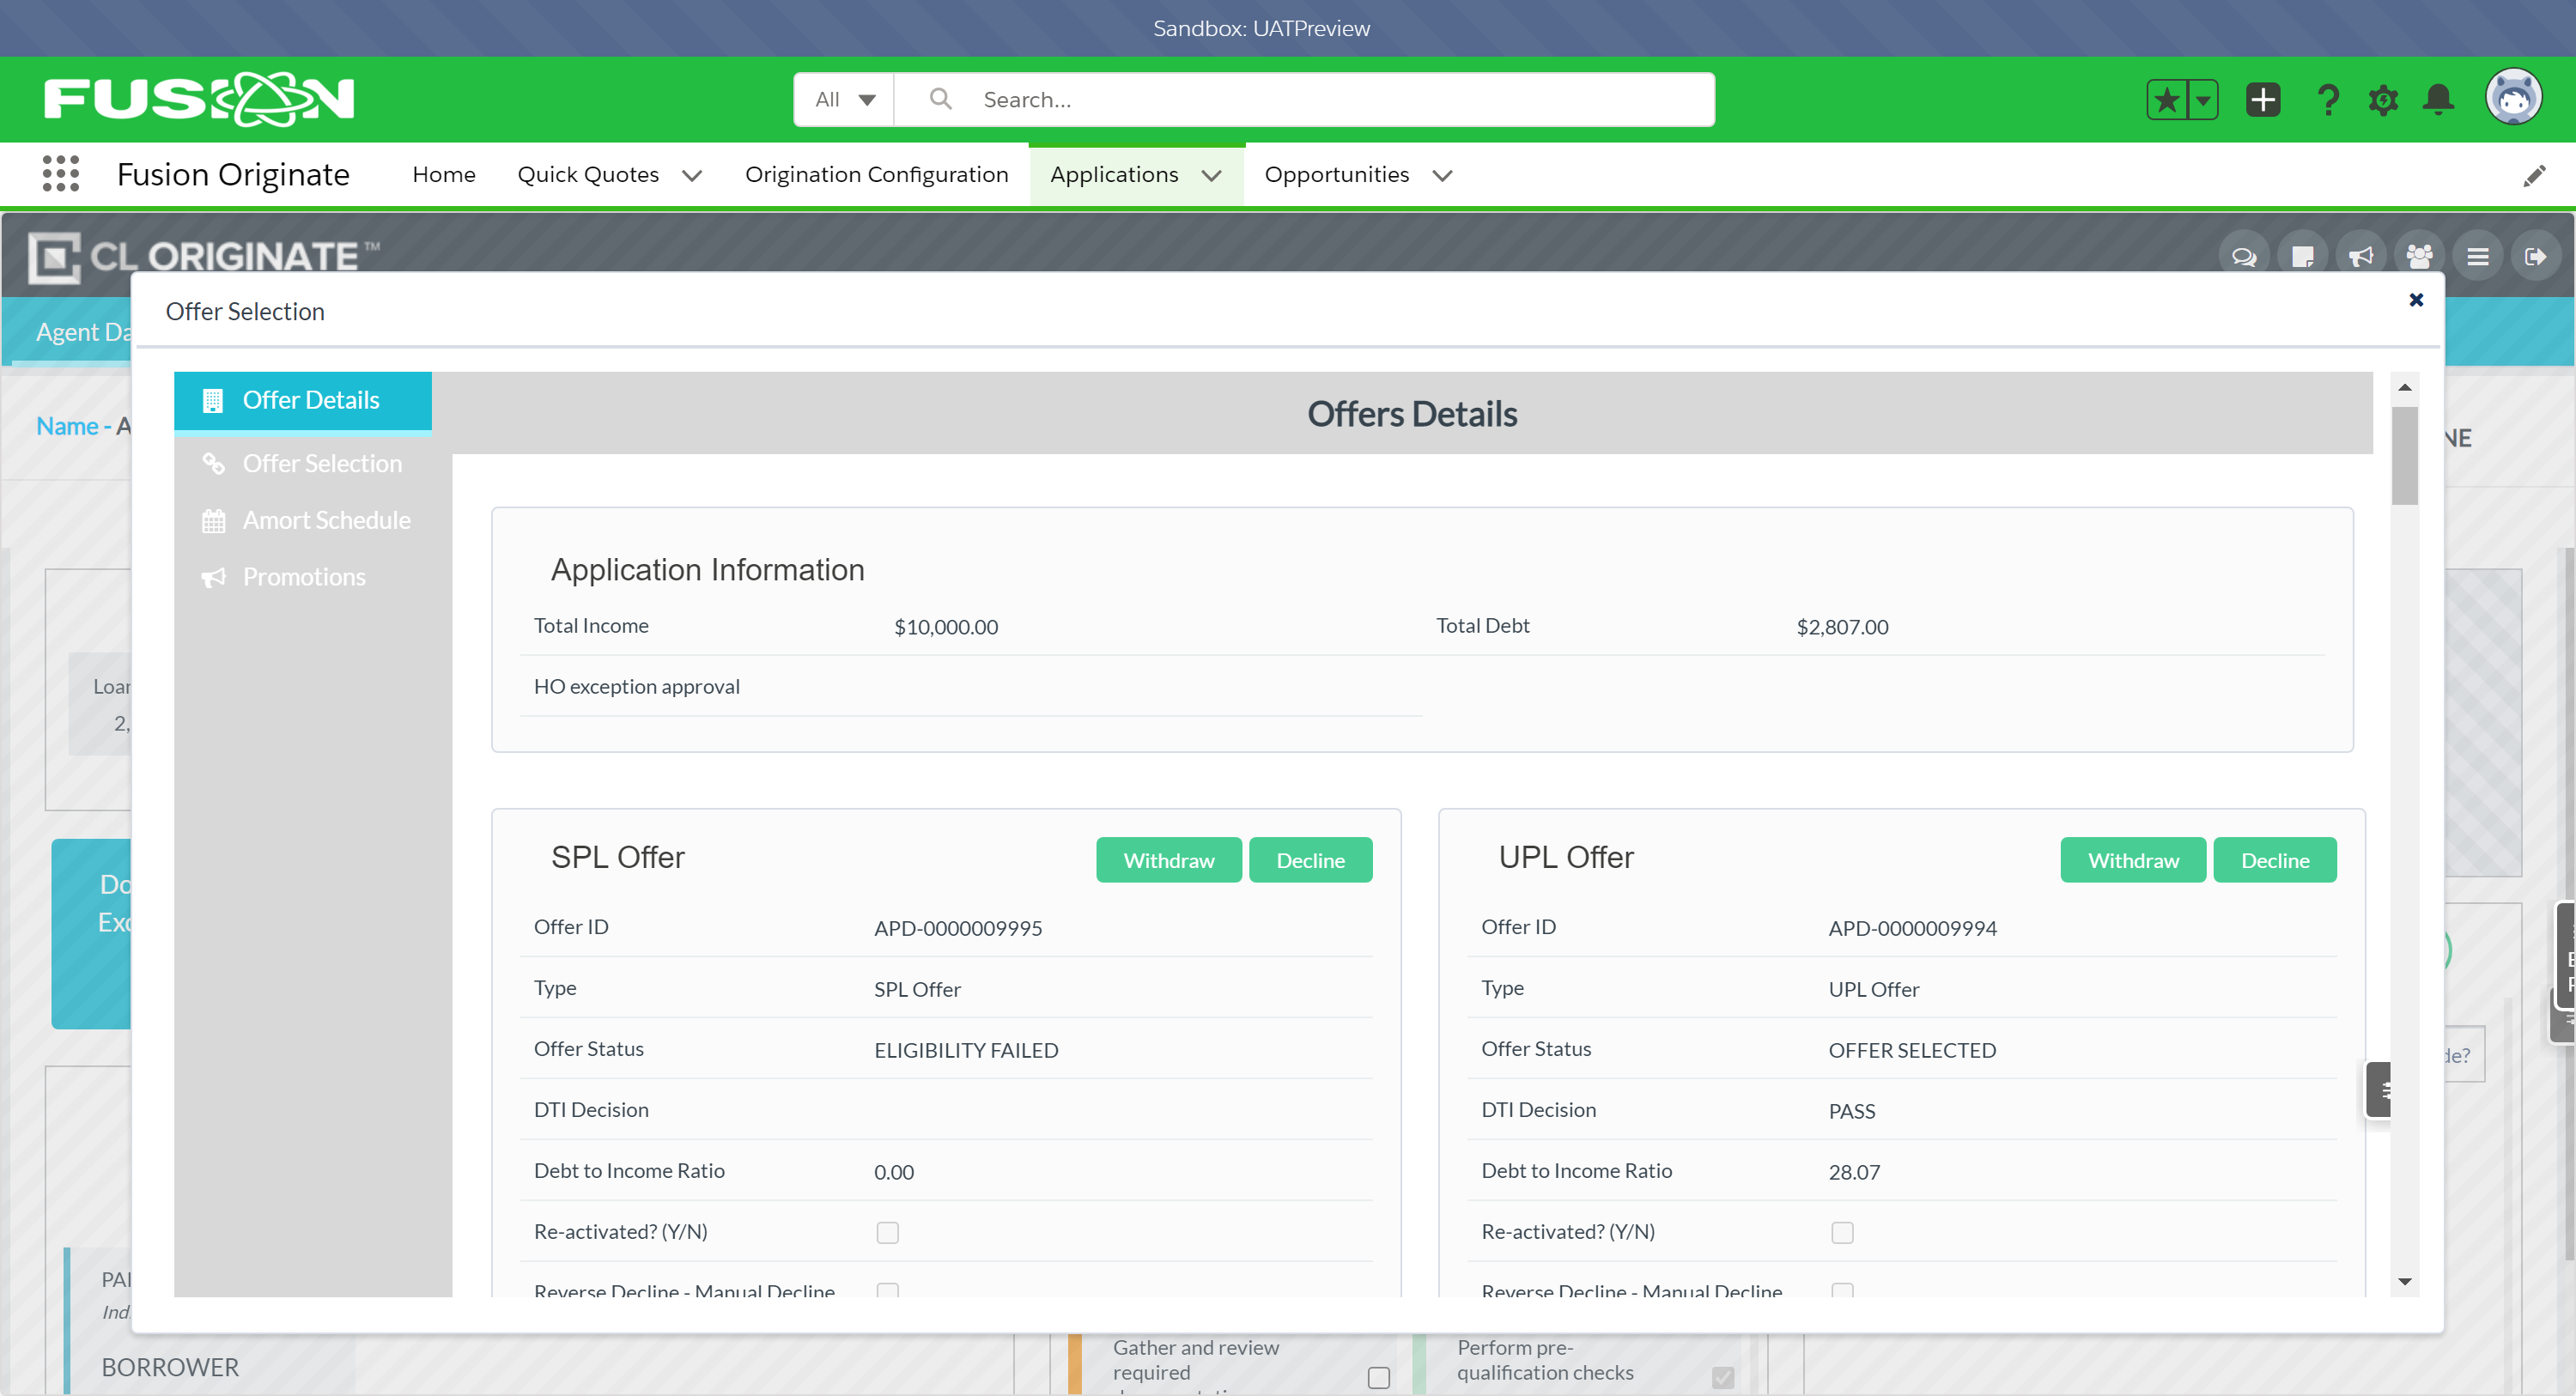 Sandbox: UATPreview
FUSION
All
Search...
Fusion Originate
Home
Quick Quotes
Origination Configuration
Applications
Opportunities
CL ORIGINATE™
Offer Selection
Agent Da
Offer Details
Offers Details
Name - A
NE
Offer Selection
Amort Schedule
Promotions
Application Information
Total Income
$10,000.00
Total Debt
$2,807.00
HO exception approval
Loan
2,
SPL Offer
Withdraw
Decline
UPL Offer
Withdraw
Decline
Do
Exc
Offer ID
APD-0000009995
Offer ID
APD-0000009994
Type
SPL Offer
Type
UPL Offer
Offer Status
ELIGIBILITY FAILED
Offer Status
OFFER SELECTED
de?
DTI Decision
DTI Decision
PASS
Debt to Income Ratio
0.00
Debt to Income Ratio
28.07
Re-activated? (Y/N)
Re-activated? (Y/N)
Reverse Decline - Manual Decline
Reverse Decline - Manual Decline
PAI
Ind
BORROWER
Gather and review
required
Perform pre-
qualification checks